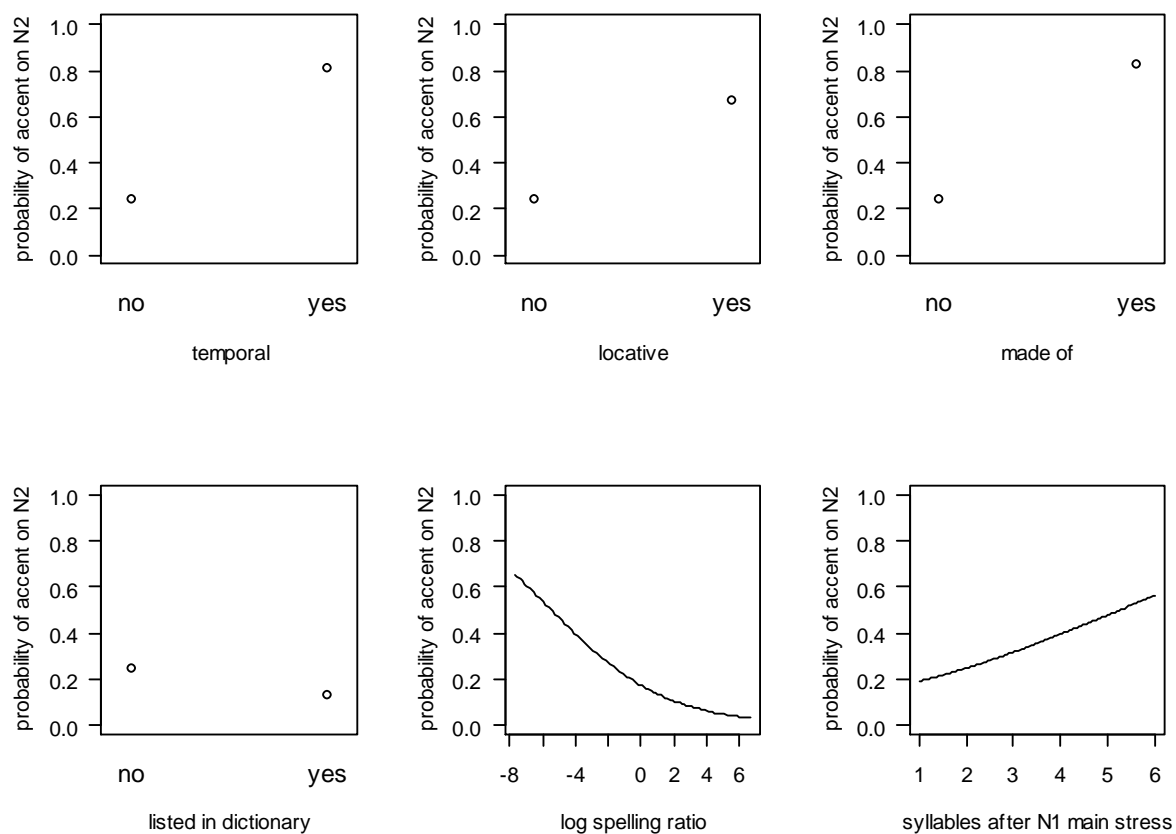 probability of accent on N2
1.0
0.8
0.6
0.4
0.2
0.0
no yes
temporal
probability of accent on N2
1.0
0.8
0.6
0.4
0.2
0.0
no yes
locative
probability of accent on N2
1.0
0.8
0.6
0.4
0.2
0.0
no yes
made of
probability of accent on N2
1.0
0.8
0.6
0.4
0.2
0.0
no yes
listed in dictionary
probability of accent on N2
1.0
0.8
0.6
0.4
0.2
0.0
-8 -4 0 2 4 6
log spelling ratio
probability of accent on N2
1.0
0.8
0.6
0.4
0.2
0.0
1 2 3 4 5 6
syllables after N1 main stress